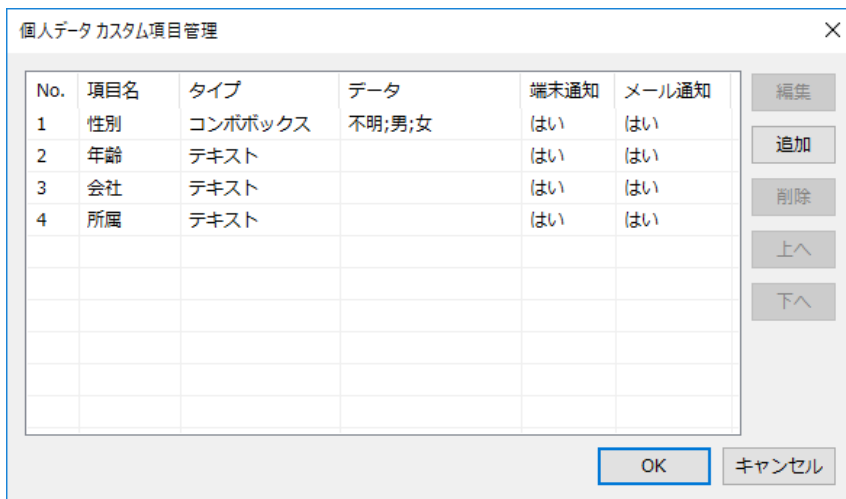 個人データ カスタム項目管理
No. 項目名 タイプ データ 端末通知 メール通知
1 性別 コンボボックス 不明;男;女 はい はい
2 年齢 テキスト はい はい
3 会社 テキスト はい はい
4 所属 テキスト はい はい
編集
追加
削除
上へ
下へ
OK キャンセル